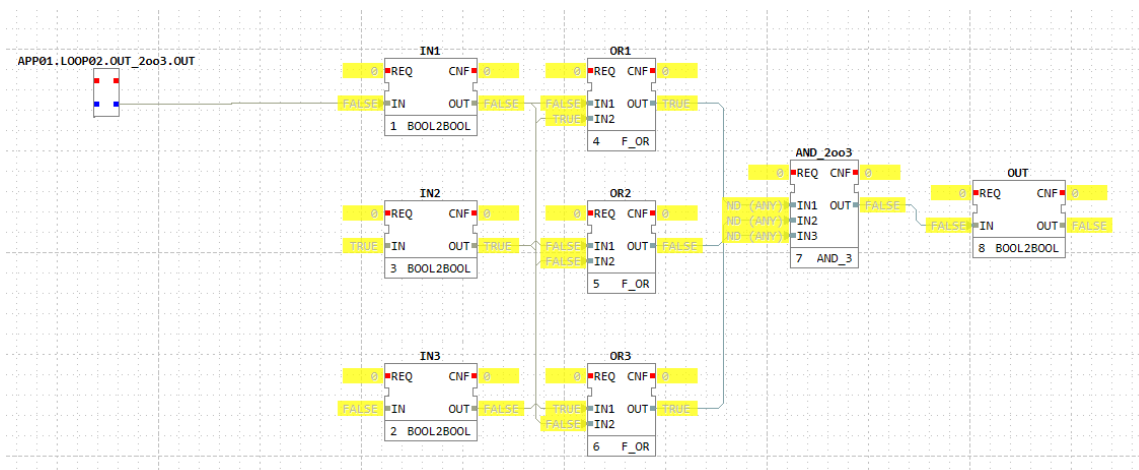 APP01.LOOP02.OUT_2oo3.OUT
IN1
0 REQ CNF 0
FALSE IN OUT FALSE
1 BOOL2BOOL
OR1
0 REQ CNF 0
FALSE IN1 OUT TRUE
TRUE IN2
4 F_OR
IN2
0 REQ CNF 0
TRUE IN OUT TRUE
3 BOOL2BOOL
OR2
0 REQ CNF 0
FALSE IN1 OUT FALSE
FALSE IN2
5 F_OR
IN3
0 REQ CNF 0
FALSE IN OUT FALSE
2 BOOL2BOOL
OR3
0 REQ CNF 0
TRUE IN1 OUT TRUE
FALSE IN2
6 F_OR
AND_2oo3
0 REQ CNF 0
ND (ANY) IN1 OUT FALSE
ND (ANY) IN2
ND (ANY) IN3
7 AND_3
OUT
0 REQ CNF 0
FALSE IN OUT FALSE
8 BOOL2BOOL